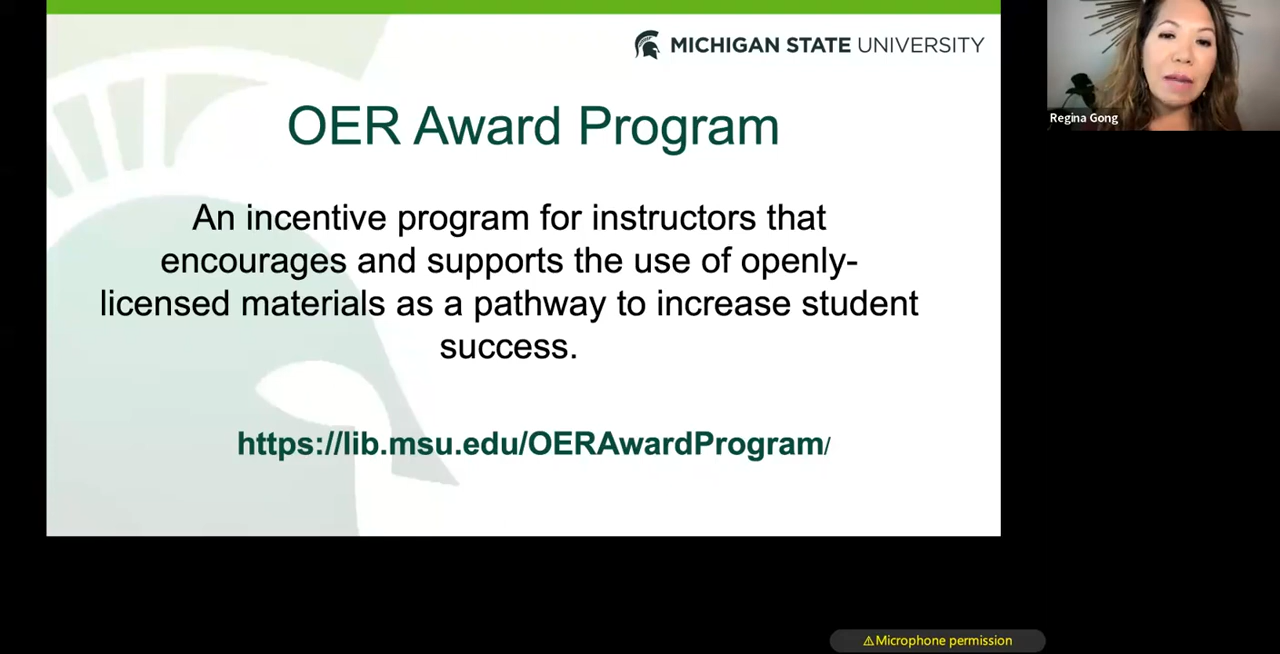 MICHIGAN STATE UNIVERSITY
OER Award Program
An incentive program for instructors that
encourages and supports the use of openly-
licensed materials as a pathway to increase student
success.
https://lib.msu.edu/OERAwardProgram/
Regina Gong
⚠Microphone permission